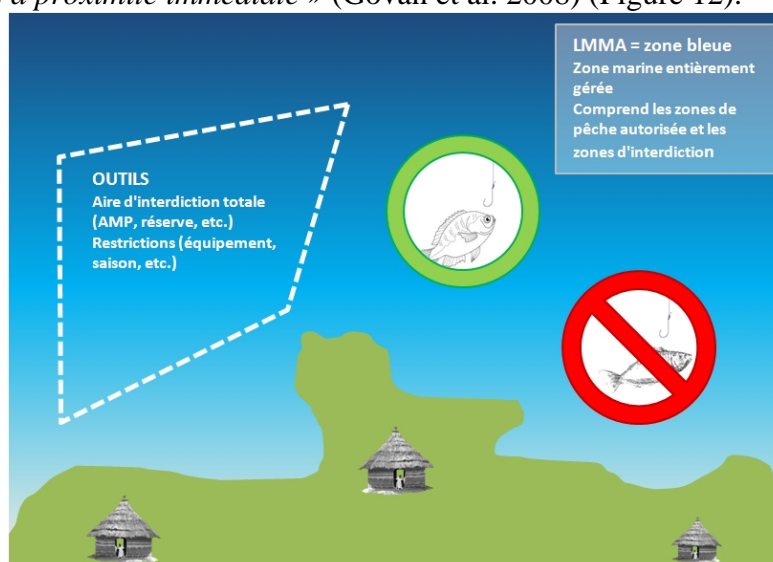 à proximité immédiate » (Govan et al. 2008) (Figure 12).
LMMA = zone bleue
Zone marine entièrement
gérée
Comprend les zones de
pêche autorisée et les
zones d'interdiction
OUTILS
Aire d'interdiction totale
(AMP, réserve, etc.)
Restrictions (équipement,
saison, etc.)